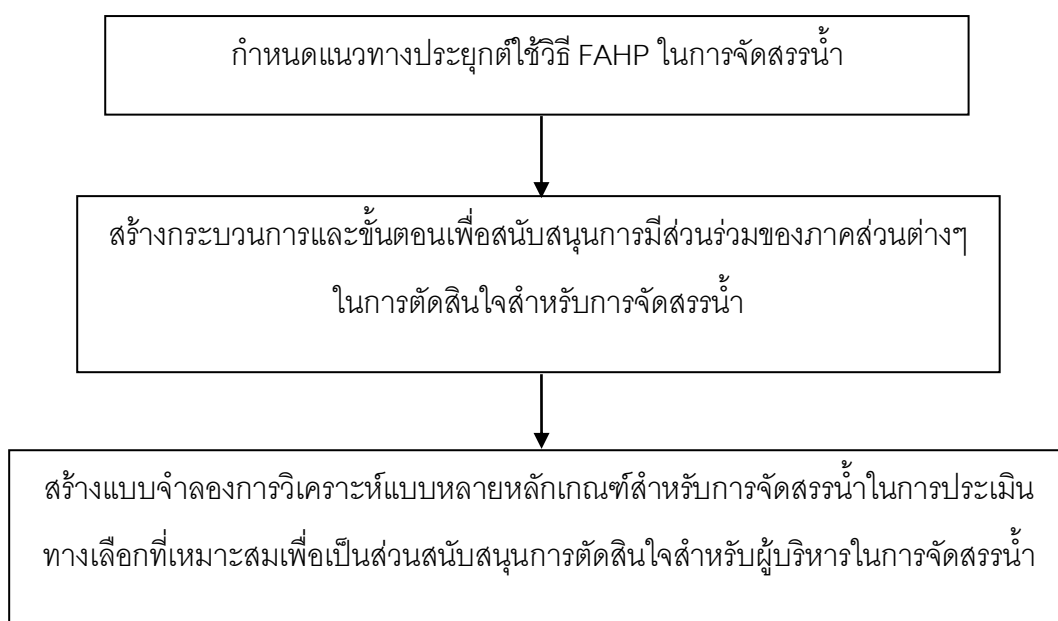 กำหนดแนวทางประยุกต์ใช้วิธี FAHP ในการจัดสรรน้ำ
สร้างกระบวนการและขั้นตอนเพื่อสนับสนุนการมีส่วนร่วมของภาคส่วนต่างๆ
ในการตัดสินใจสำหรับการจัดสรรน้ำ
สร้างแบบจำลองการวิเคราะห์แบบหลายหลักเกณฑ์สำหรับการจัดสรรน้ำในการประเมิน
ทางเลือกที่เหมาะสมเพื่อเป็นส่วนสนับสนุนการตัดสินใจสำหรับผู้บริหารในการจัดสรรน้ำ